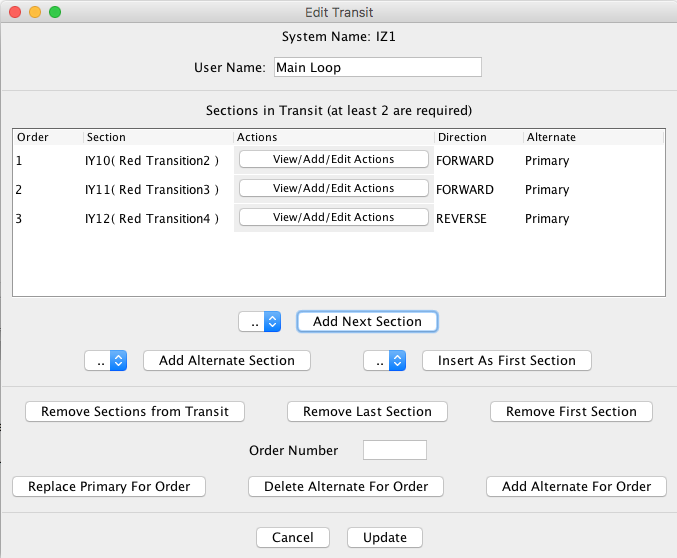 Edit Transit
System Name: IZ1
User Name: Main Loop
Sections in Transit (at least 2 are required)
Order Section Actions Direction Alternate
1 IY10( Red Transition2 ) View/Add/Edit Actions FORWARD Primary
2 IY11( Red Transition3 ) View/Add/Edit Actions FORWARD Primary
3 IY12( Red Transition4 ) View/Add/Edit Actions REVERSE Primary
.. Add Next Section
.. Add Alternate Section .. Insert As First Section
Remove Sections from Transit Remove Last Section Remove First Section
Order Number
Replace Primary For Order Delete Alternate For Order Add Alternate For Order
Cancel Update